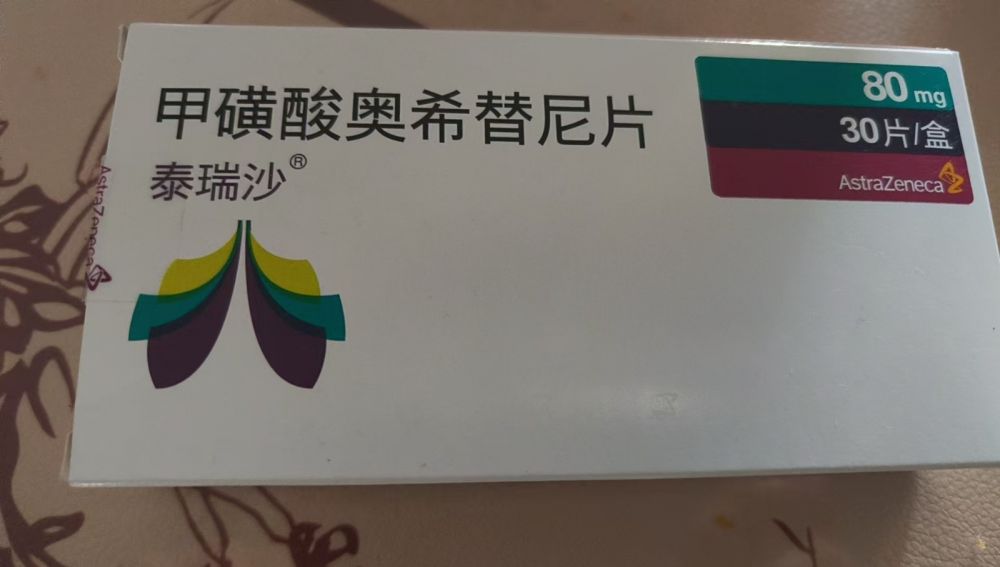 甲磺酸奥希替尼片
泰瑞沙®
80 mg
30片/盒
AstraZeneca
AstraZeneca